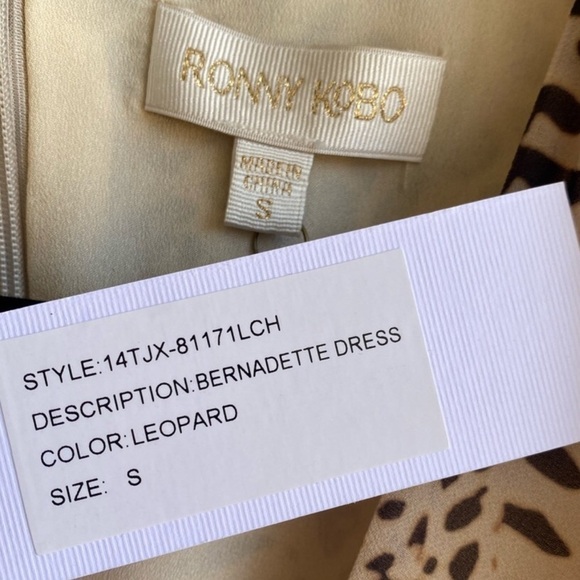 RONNY KOBO
MADE IN
CHINA
S
STYLE:14TJX-81171LCH
DESCRIPTION:BERNADETTE DRESS
COLOR:LEOPARD
SIZE: S